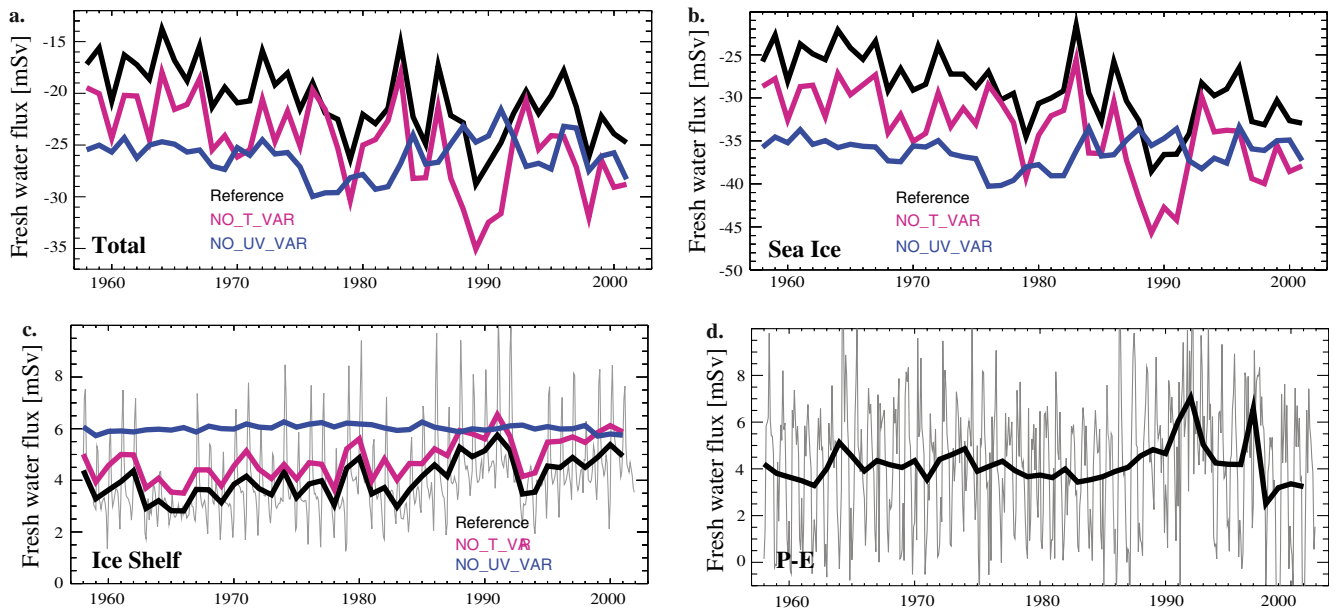 a.
Fresh water flux [mSv]
-15
-20
-25
-30
-35
Reference
NO_T_VAR
NO_UV_VAR
Total
1960
1970
1980
1990
2000
b.
Fresh water flux [mSv]
-25
-30
-35
-40
-45
-50
Reference
NO_T_VAR
NO_UV_VAR
Sea Ice
1960
1970
1980
1990
2000
c.
Fresh water flux [mSv]
8
6
4
2
0
Reference
NO_T_VAR
NO_UV_VAR
Ice Shelf
1960
1970
1980
1990
2000
d.
Fresh water flux [mSv]
8
6
4
2
0
P-E
1960
1970
1980
1990
2000